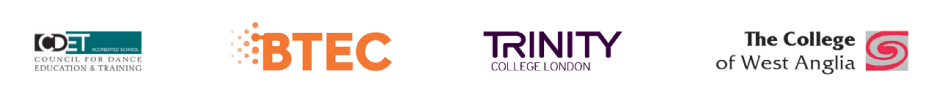 CDET ACCREDITED SCHOOL
COUNCIL FOR DANCE
EDUCATION & TRAINING
BTEC
TRINITY
COLLEGE LONDON
The College
of West Anglia